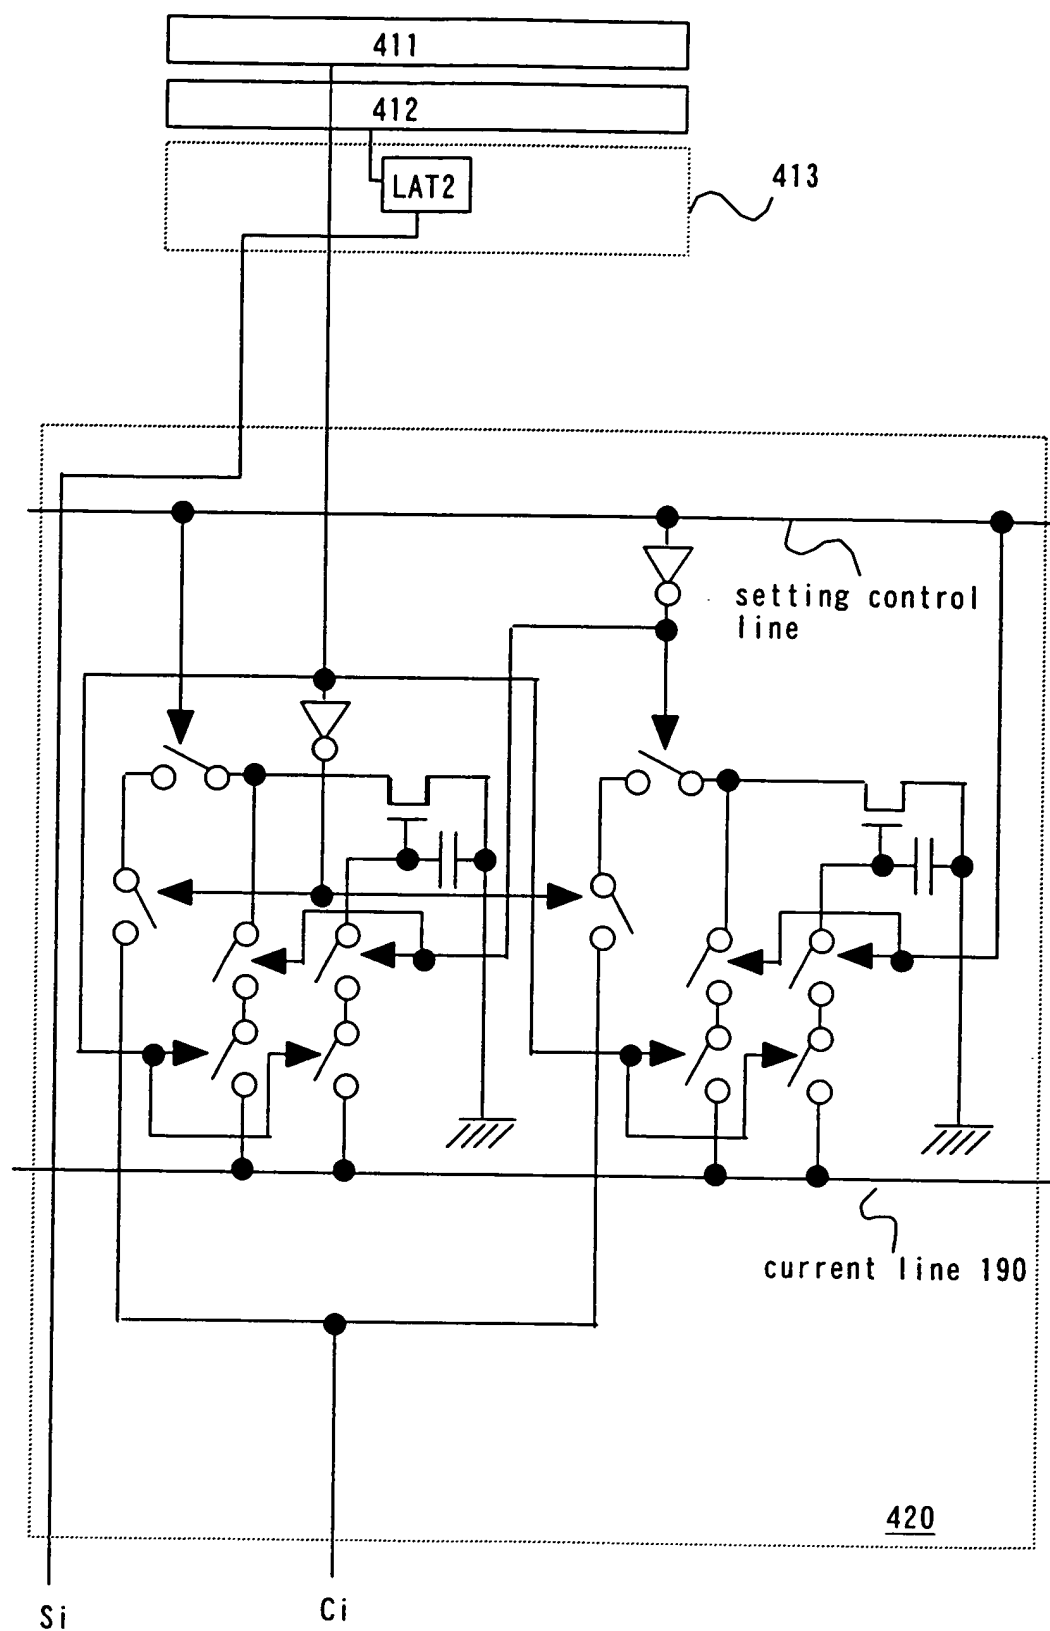 411
412
LAT2
413
setting control
line
current line 190
420
Si
Ci